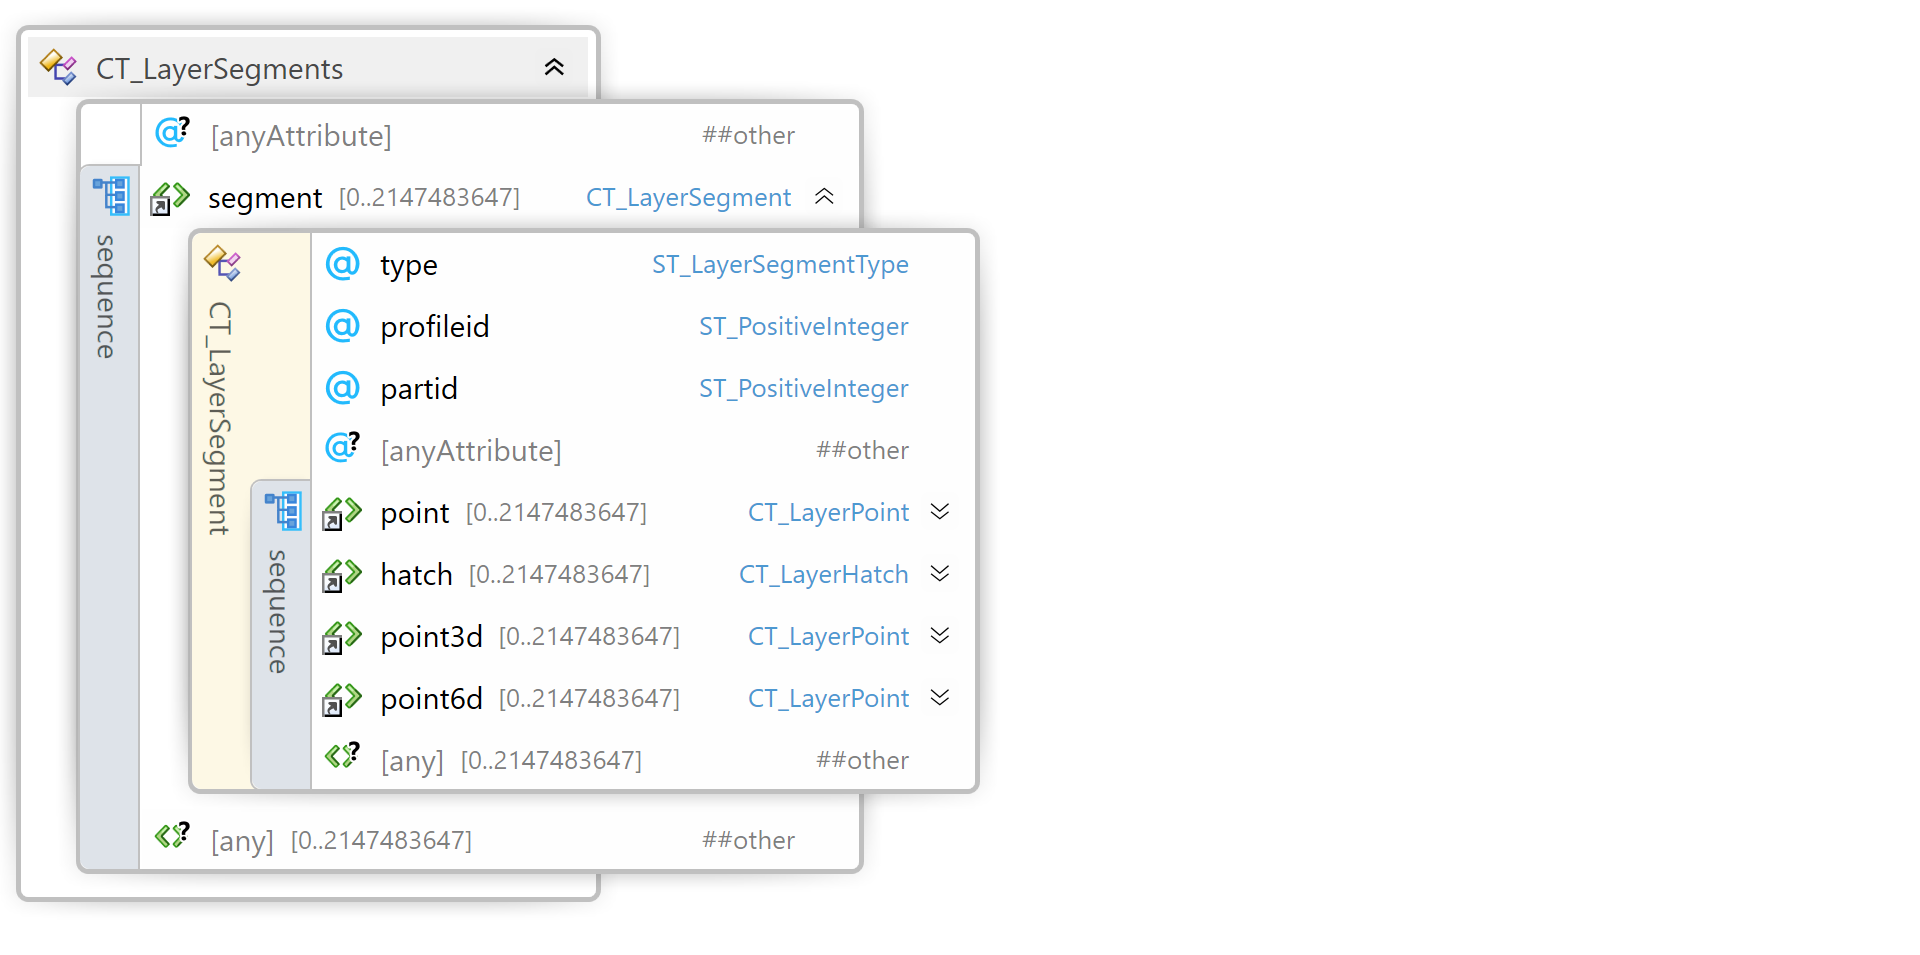 CT_LayerSegments
[anyAttribute] ##other
sequence
segment [0..2147483647] CT_LayerSegment
CT_LayerSegment
type ST_LayerSegmentType
profileid ST_PositiveInteger
partid ST_PositiveInteger
[anyAttribute] ##other
sequence
point [0..2147483647] CT_LayerPoint
hatch [0..2147483647] CT_LayerHatch
point3d [0..2147483647] CT_LayerPoint
point6d [0..2147483647] CT_LayerPoint
[any] [0..2147483647] ##other
[any] [0..2147483647] ##other